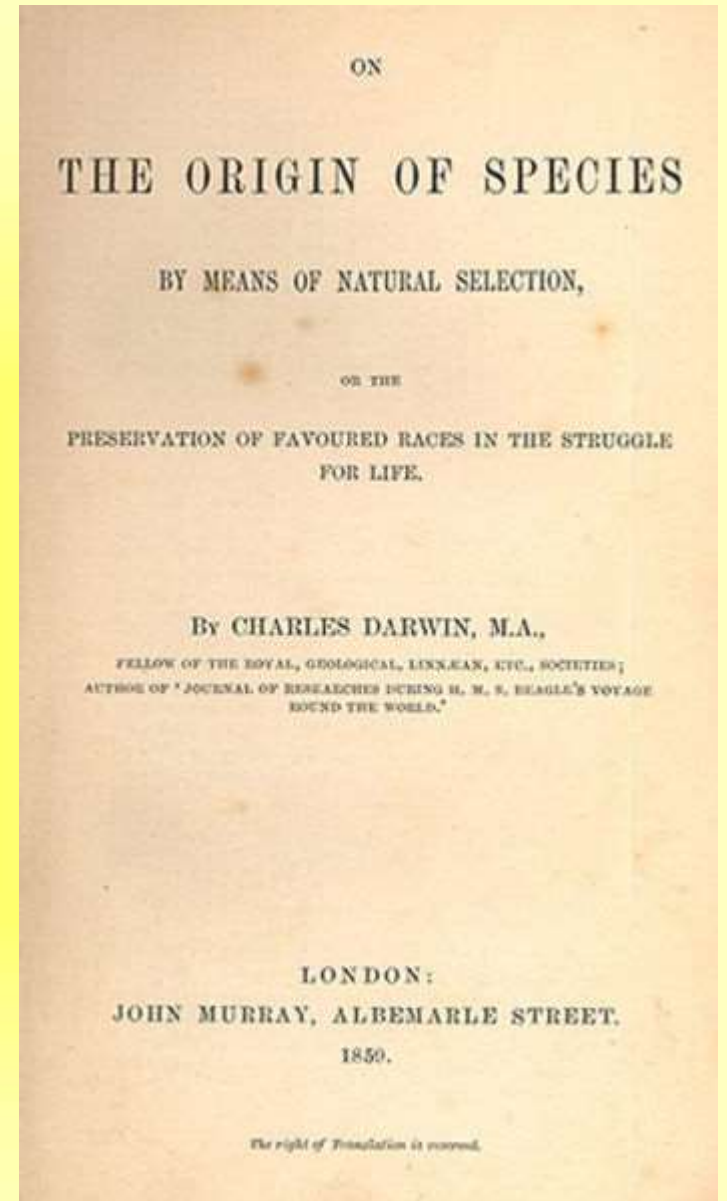 ON
THE ORIGIN OF SPECIES
BY MEANS OF NATURAL SELECTION,
OR THE
PRESERVATION OF FAVOURED RACES IN THE STRUGGLE
FOR LIFE.
BY CHARLES DARWIN, M.A.,
FELLOW OF THE ROYAL, GEOLOGICAL, LINNÆAN, ETC., SOCIETIES;
AUTHOR OF 'JOURNAL OF RESEARCHES DURING H. M. S. BEAGLE'S VOYAGE
ROUND THE WORLD.'
LONDON:
JOHN MURRAY, ALBEMARLE STREET.
1859.
The right of Translation is reserved.